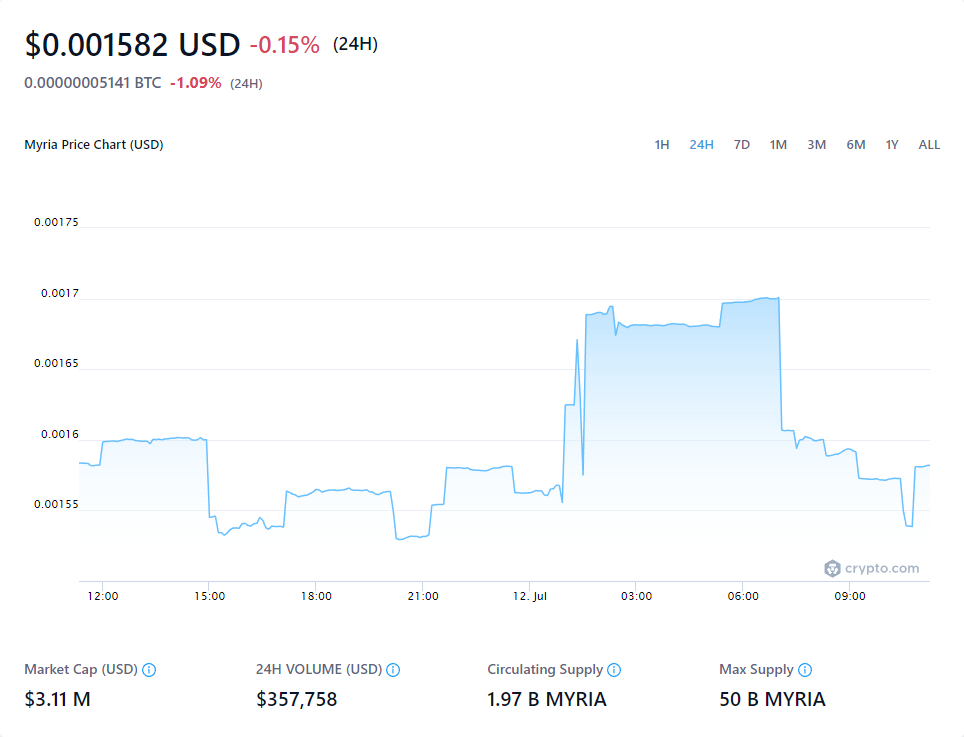 $0.001582 USD -0.15% (24H)
0.00000005141 BTC -1.09% (24H)
Myria Price Chart (USD) 1H 24H 7D 1M 3M 6M 1Y ALL
0.00175
0.0017
0.00165
0.0016
0.00155
crypto.com
12:00 15:00 18:00 21:00 12. Jul 03:00 06:00 09:00
Market Cap (USD) 24H VOLUME (USD) Circulating Supply Max Supply
$3.11 M $357,758 1.97 B MYRIA 50 B MYRIA